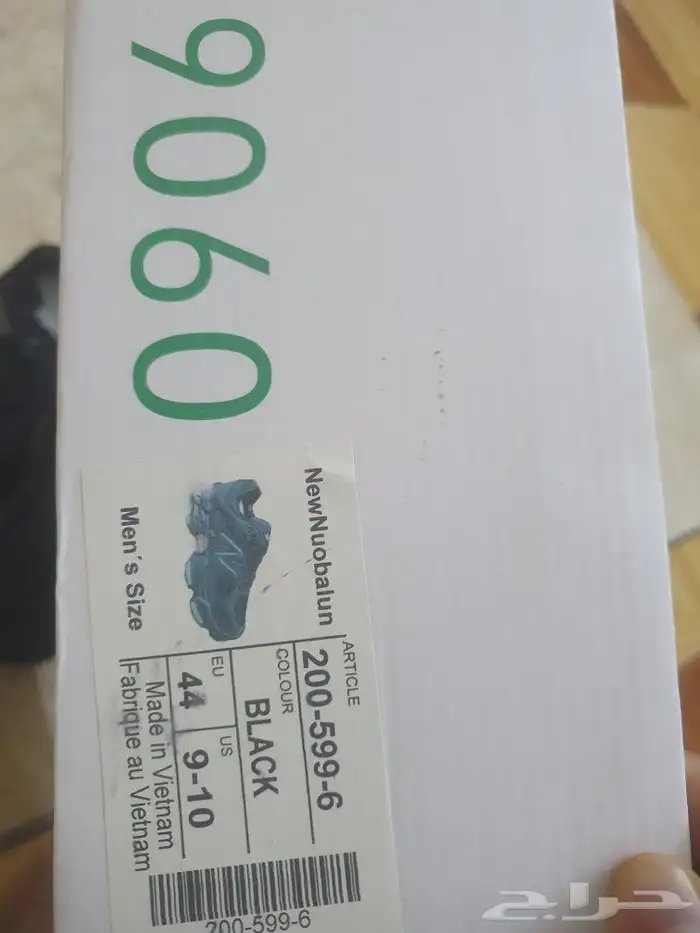 9060
NewNuobalun
Men´s Size
ARTICLE
200-599-6
COLOUR
BLACK
EU
44
US
9-10
Made in Vietnam
Fabrique au Vietnam
200-599-6
حراج